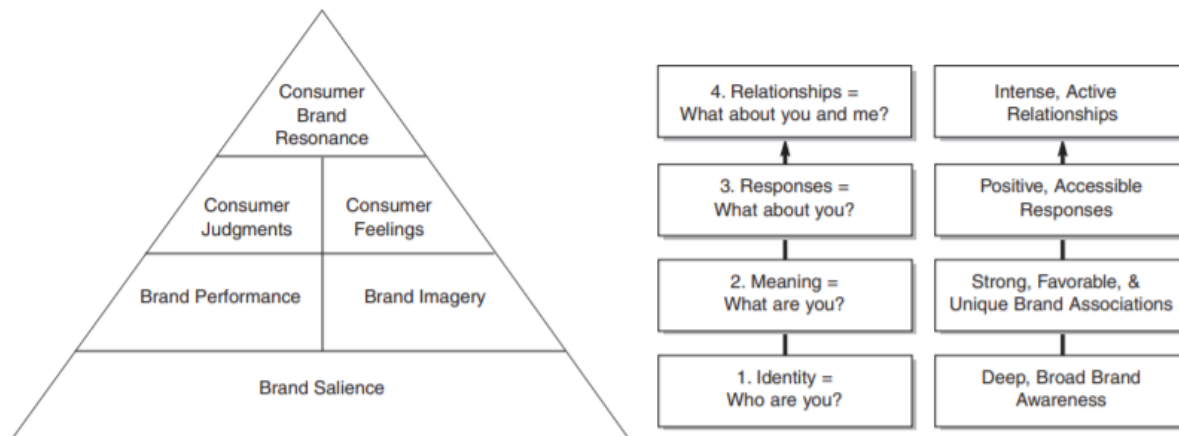 Consumer
Brand
Resonance
Consumer
Judgments
Consumer
Feelings
Brand Performance
Brand Imagery
Brand Salience
4. Relationships =
What about you and me?
3. Responses =
What about you?
2. Meaning =
What are you?
1. Identity =
Who are you?
Intense, Active
Relationships
Positive, Accessible
Responses
Strong, Favorable, &
Unique Brand Associations
Deep, Broad Brand
Awareness